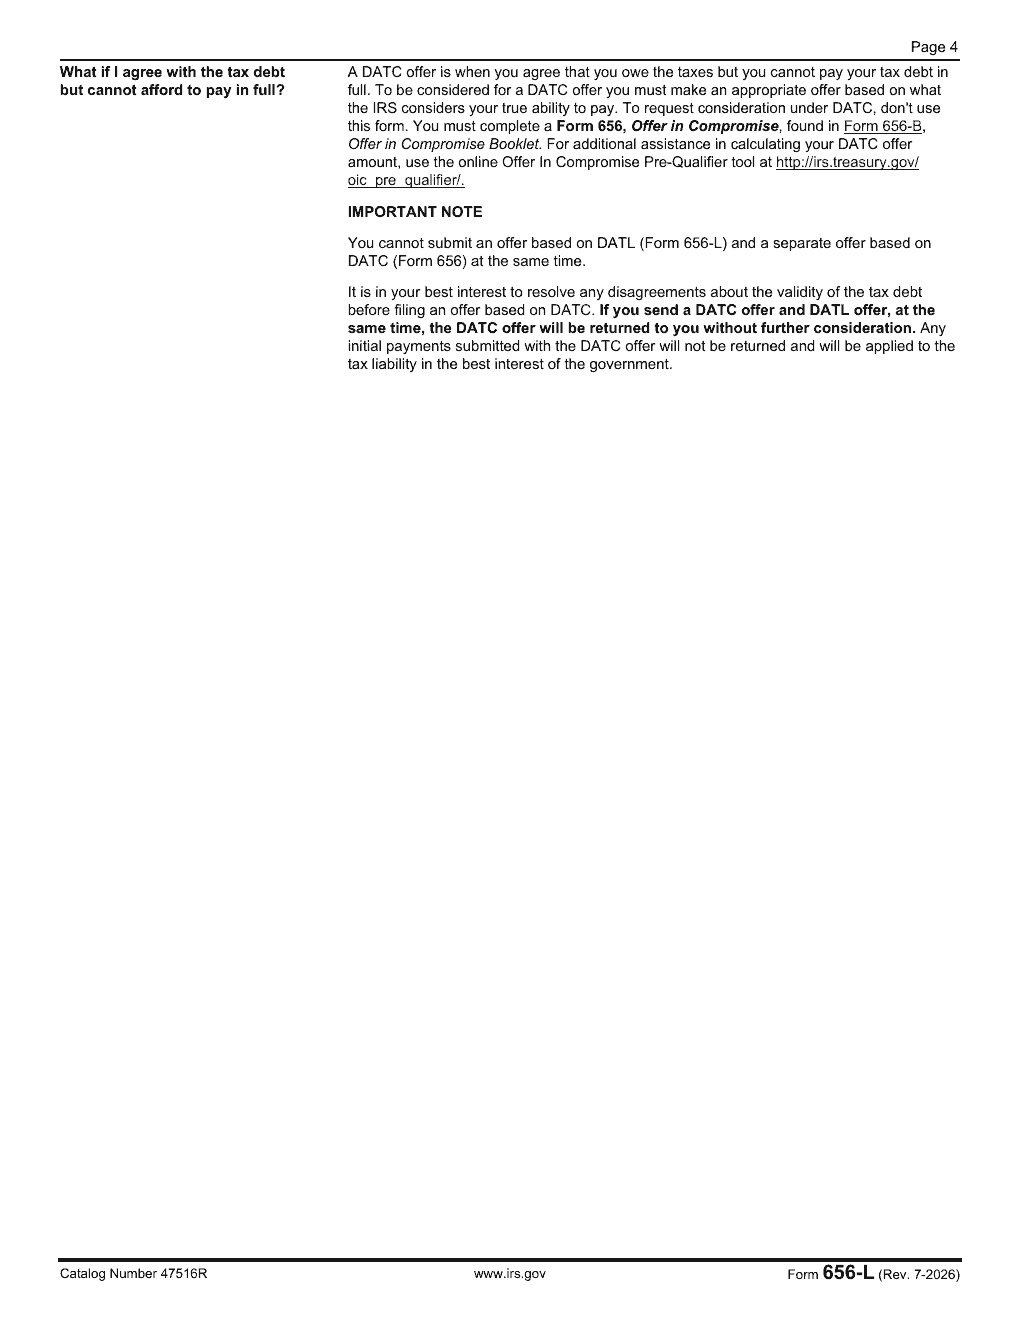 Page 4
What if I agree with the tax debt
but cannot afford to pay in full?
A DATC offer is when you agree that you owe the taxes but you cannot pay your tax debt in
full. To be considered for a DATC offer you must make an appropriate offer based on what
the IRS considers your true ability to pay. To request consideration under DATC, don't use
this form. You must complete a Form 656, Offer in Compromise, found in Form 656-B,
Offer in Compromise Booklet. For additional assistance in calculating your DATC offer
amount, use the online Offer In Compromise Pre-Qualifier tool at http://irs.treasury.gov/
oic_pre_qualifier/.
IMPORTANT NOTE
You cannot submit an offer based on DATL (Form 656-L) and a separate offer based on
DATC (Form 656) at the same time.
It is in your best interest to resolve any disagreements about the validity of the tax debt
before filing an offer based on DATC. If you send a DATC offer and DATL offer, at the
same time, the DATC offer will be returned to you without further consideration. Any
initial payments submitted with the DATC offer will not be returned and will be applied to the
tax liability in the best interest of the government.
Catalog Number 47516R
www.irs.gov
Form 656-L (Rev. 7-2026)